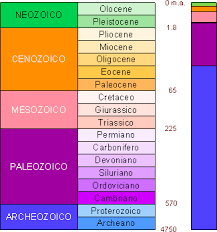 NEOZOICO
Olocene
Pleistocene
CENOZOICO
Pliocene
Miocene
Oligocene
Eocene
Paleocene
MESOZOICO
Cretaceo
Giurassico
Triassico
PALEOZOICO
Permiano
Carbonifero
Devoniano
Siluriano
Ordoviciano
Cambriano
ARCHEOZOICO
Proterozoico
Archeano
0 m.a.
1.8
65
225
570
4750